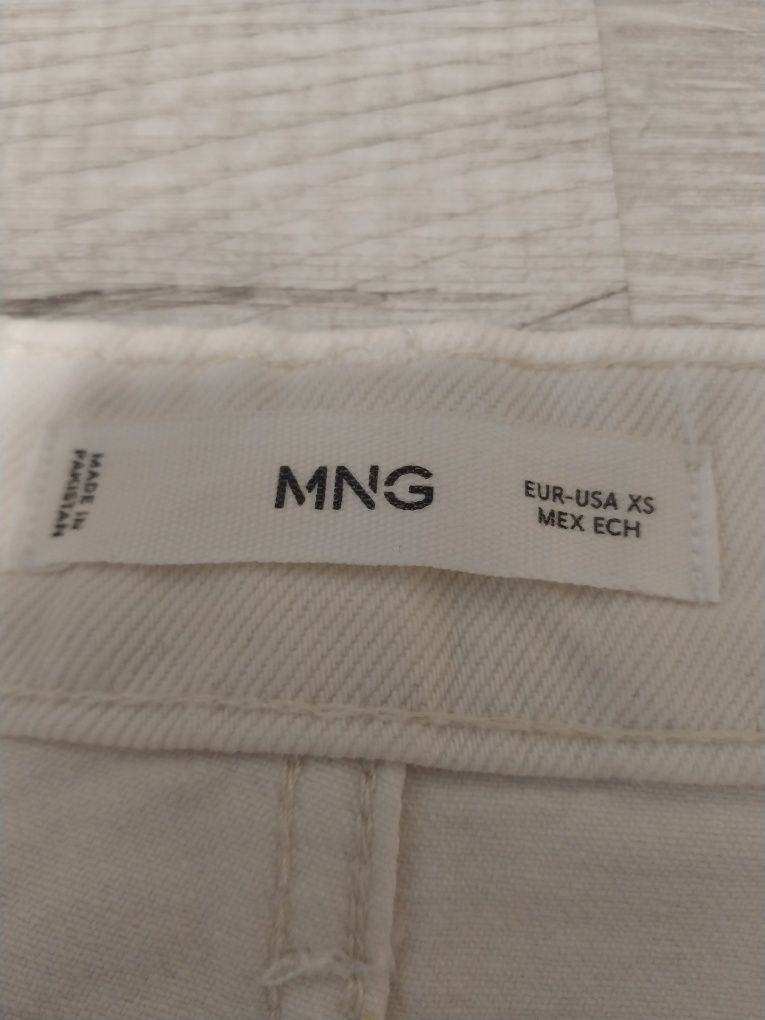 MADE IN
PAKISTAN
MNG
EUR-USA XS
MEX ECH